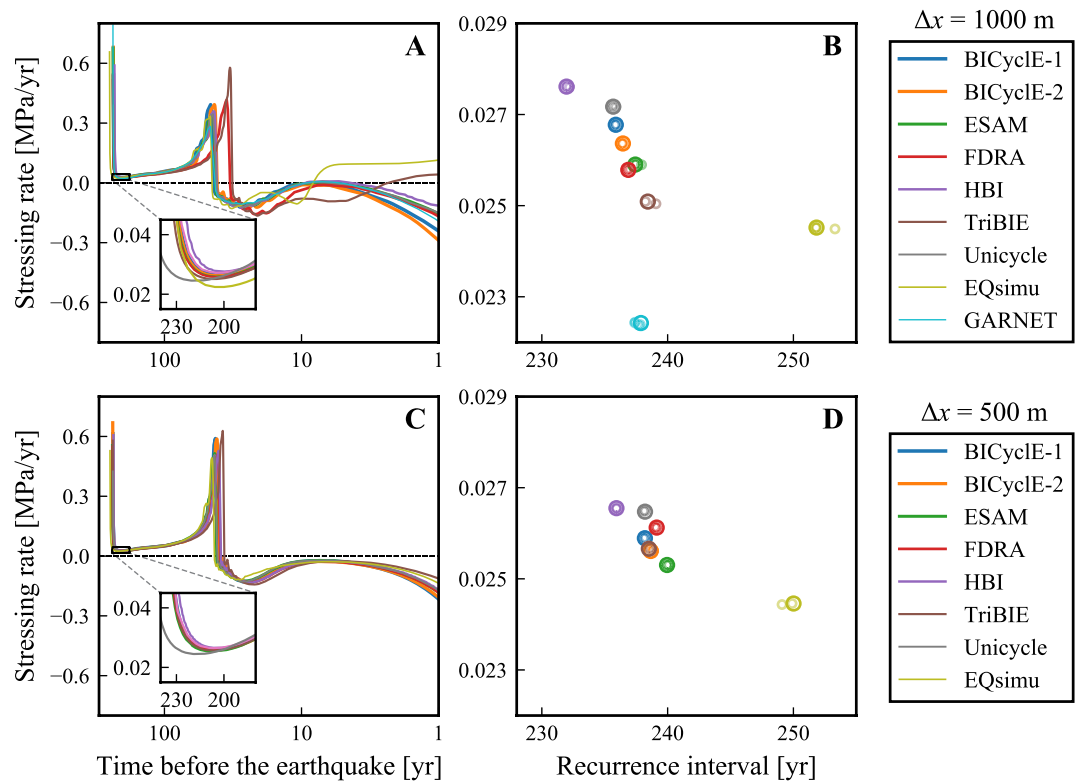 A
Stressing rate [MPa/yr]
0.6
0.3
0.0
−0.3
−0.6
0.04
0.02
230
200
100
10
1
B
0.029
0.027
0.025
0.023
230
240
250
Δx = 1000 m
BICyclE-1
BICyclE-2
ESAM
FDRA
HBI
TriBIE
Unicycle
EQsimu
GARNET
C
Stressing rate [MPa/yr]
0.6
0.3
0.0
−0.3
−0.6
0.04
0.02
230
200
100
10
1
Time before the earthquake [yr]
D
0.029
0.027
0.025
0.023
230
240
250
Recurrence interval [yr]
Δx = 500 m
BICyclE-1
BICyclE-2
ESAM
FDRA
HBI
TriBIE
Unicycle
EQsimu